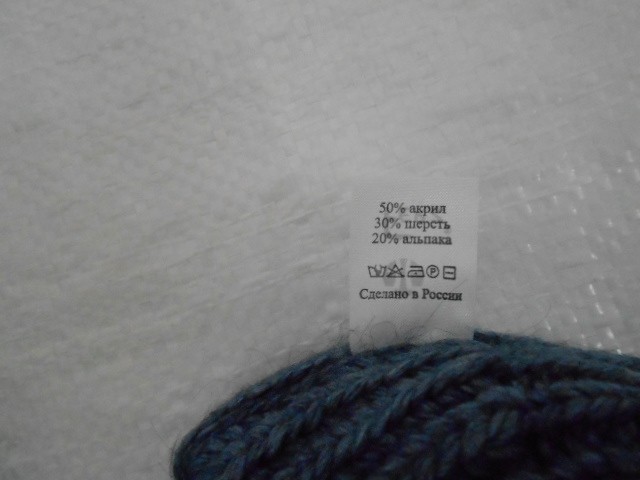 50% акрил
30% шерсть
20% альпака
Сделано в России